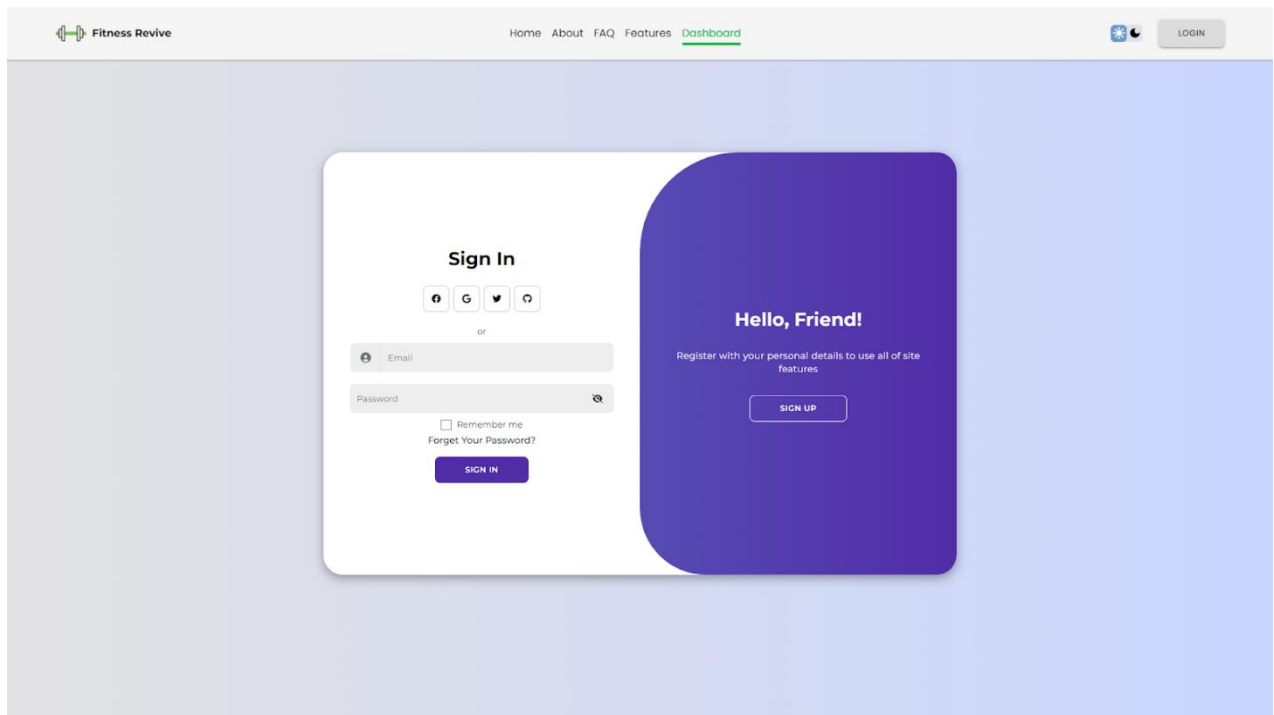 Fitness Revive
Home About FAQ Features Dashboard
LOGIN
Sign In
or
Email
Password
Remember me
Forget Your Password?
SIGN IN
Hello, Friend!
Register with your personal details to use all of site
features
SIGN UP